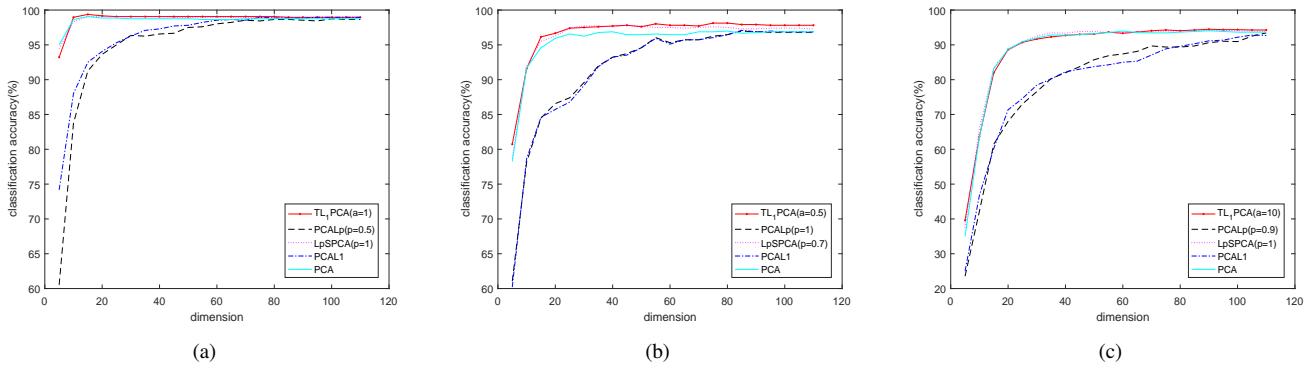 100
95
90
85
80
75
70
65
60
0 20 40 60 80 100 120
classification accuracy(%)
dimension
TL₁PCA(a=1)
PCALp(p=0.5)
LpSPCA(p=1)
PCAL1
PCA
(a)
100
95
90
85
80
75
70
65
60
0 20 40 60 80 100 120
classification accuracy(%)
dimension
TL₁PCA(a=0.5)
PCALp(p=1)
LpSPCA(p=0.7)
PCAL1
PCA
(b)
100
90
80
70
60
50
40
30
20
0 20 40 60 80 100 120
classification accuracy(%)
dimension
TL₁PCA(a=10)
PCALp(p=0.9)
LpSPCA(p=1)
PCAL1
PCA
(c)